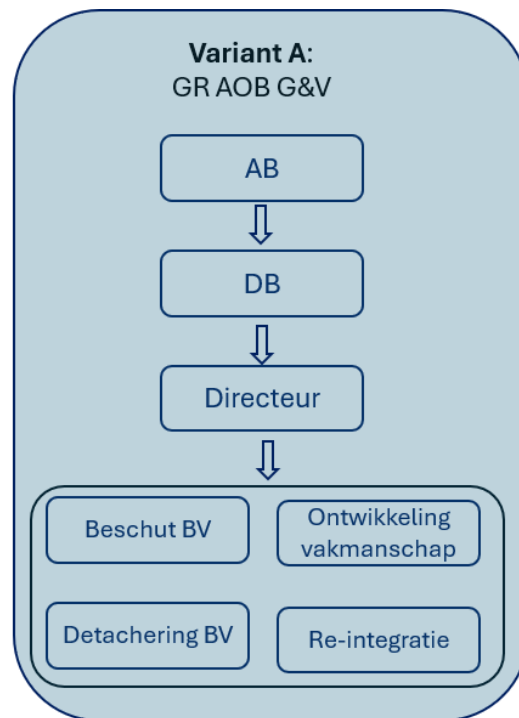 Variant A:
GR AOB G&V
AB
DB
Directeur
Beschut BV
Ontwikkeling
vakmanschap
Detachering BV
Re-integratie